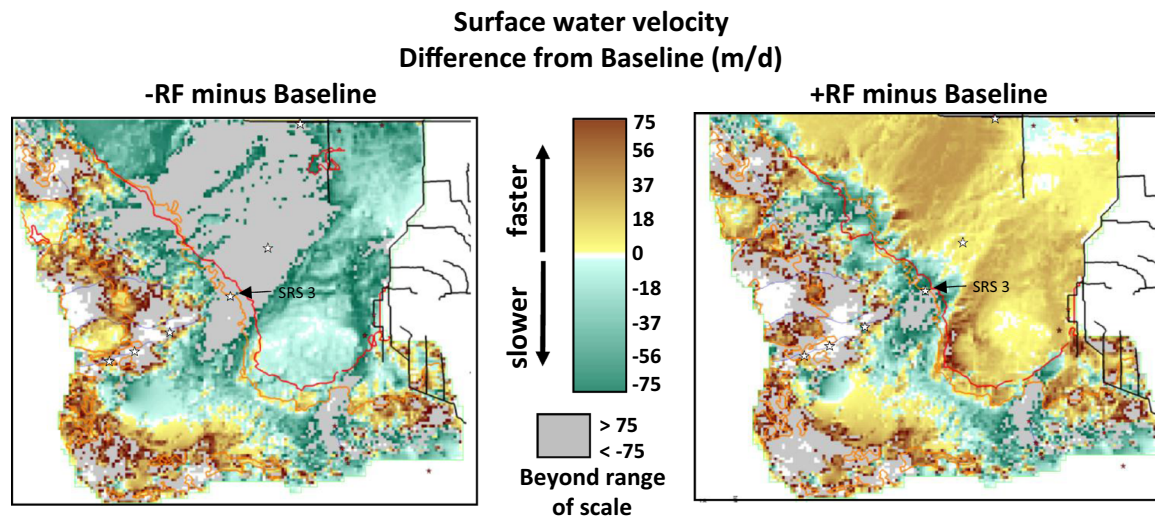 Surface water velocity
Difference from Baseline (m/d)
-RF minus Baseline
+RF minus Baseline
SRS 3
faster
slower
75
56
37
18
0
-18
-37
-56
-75
> 75
< -75
Beyond range
of scale
SRS 3